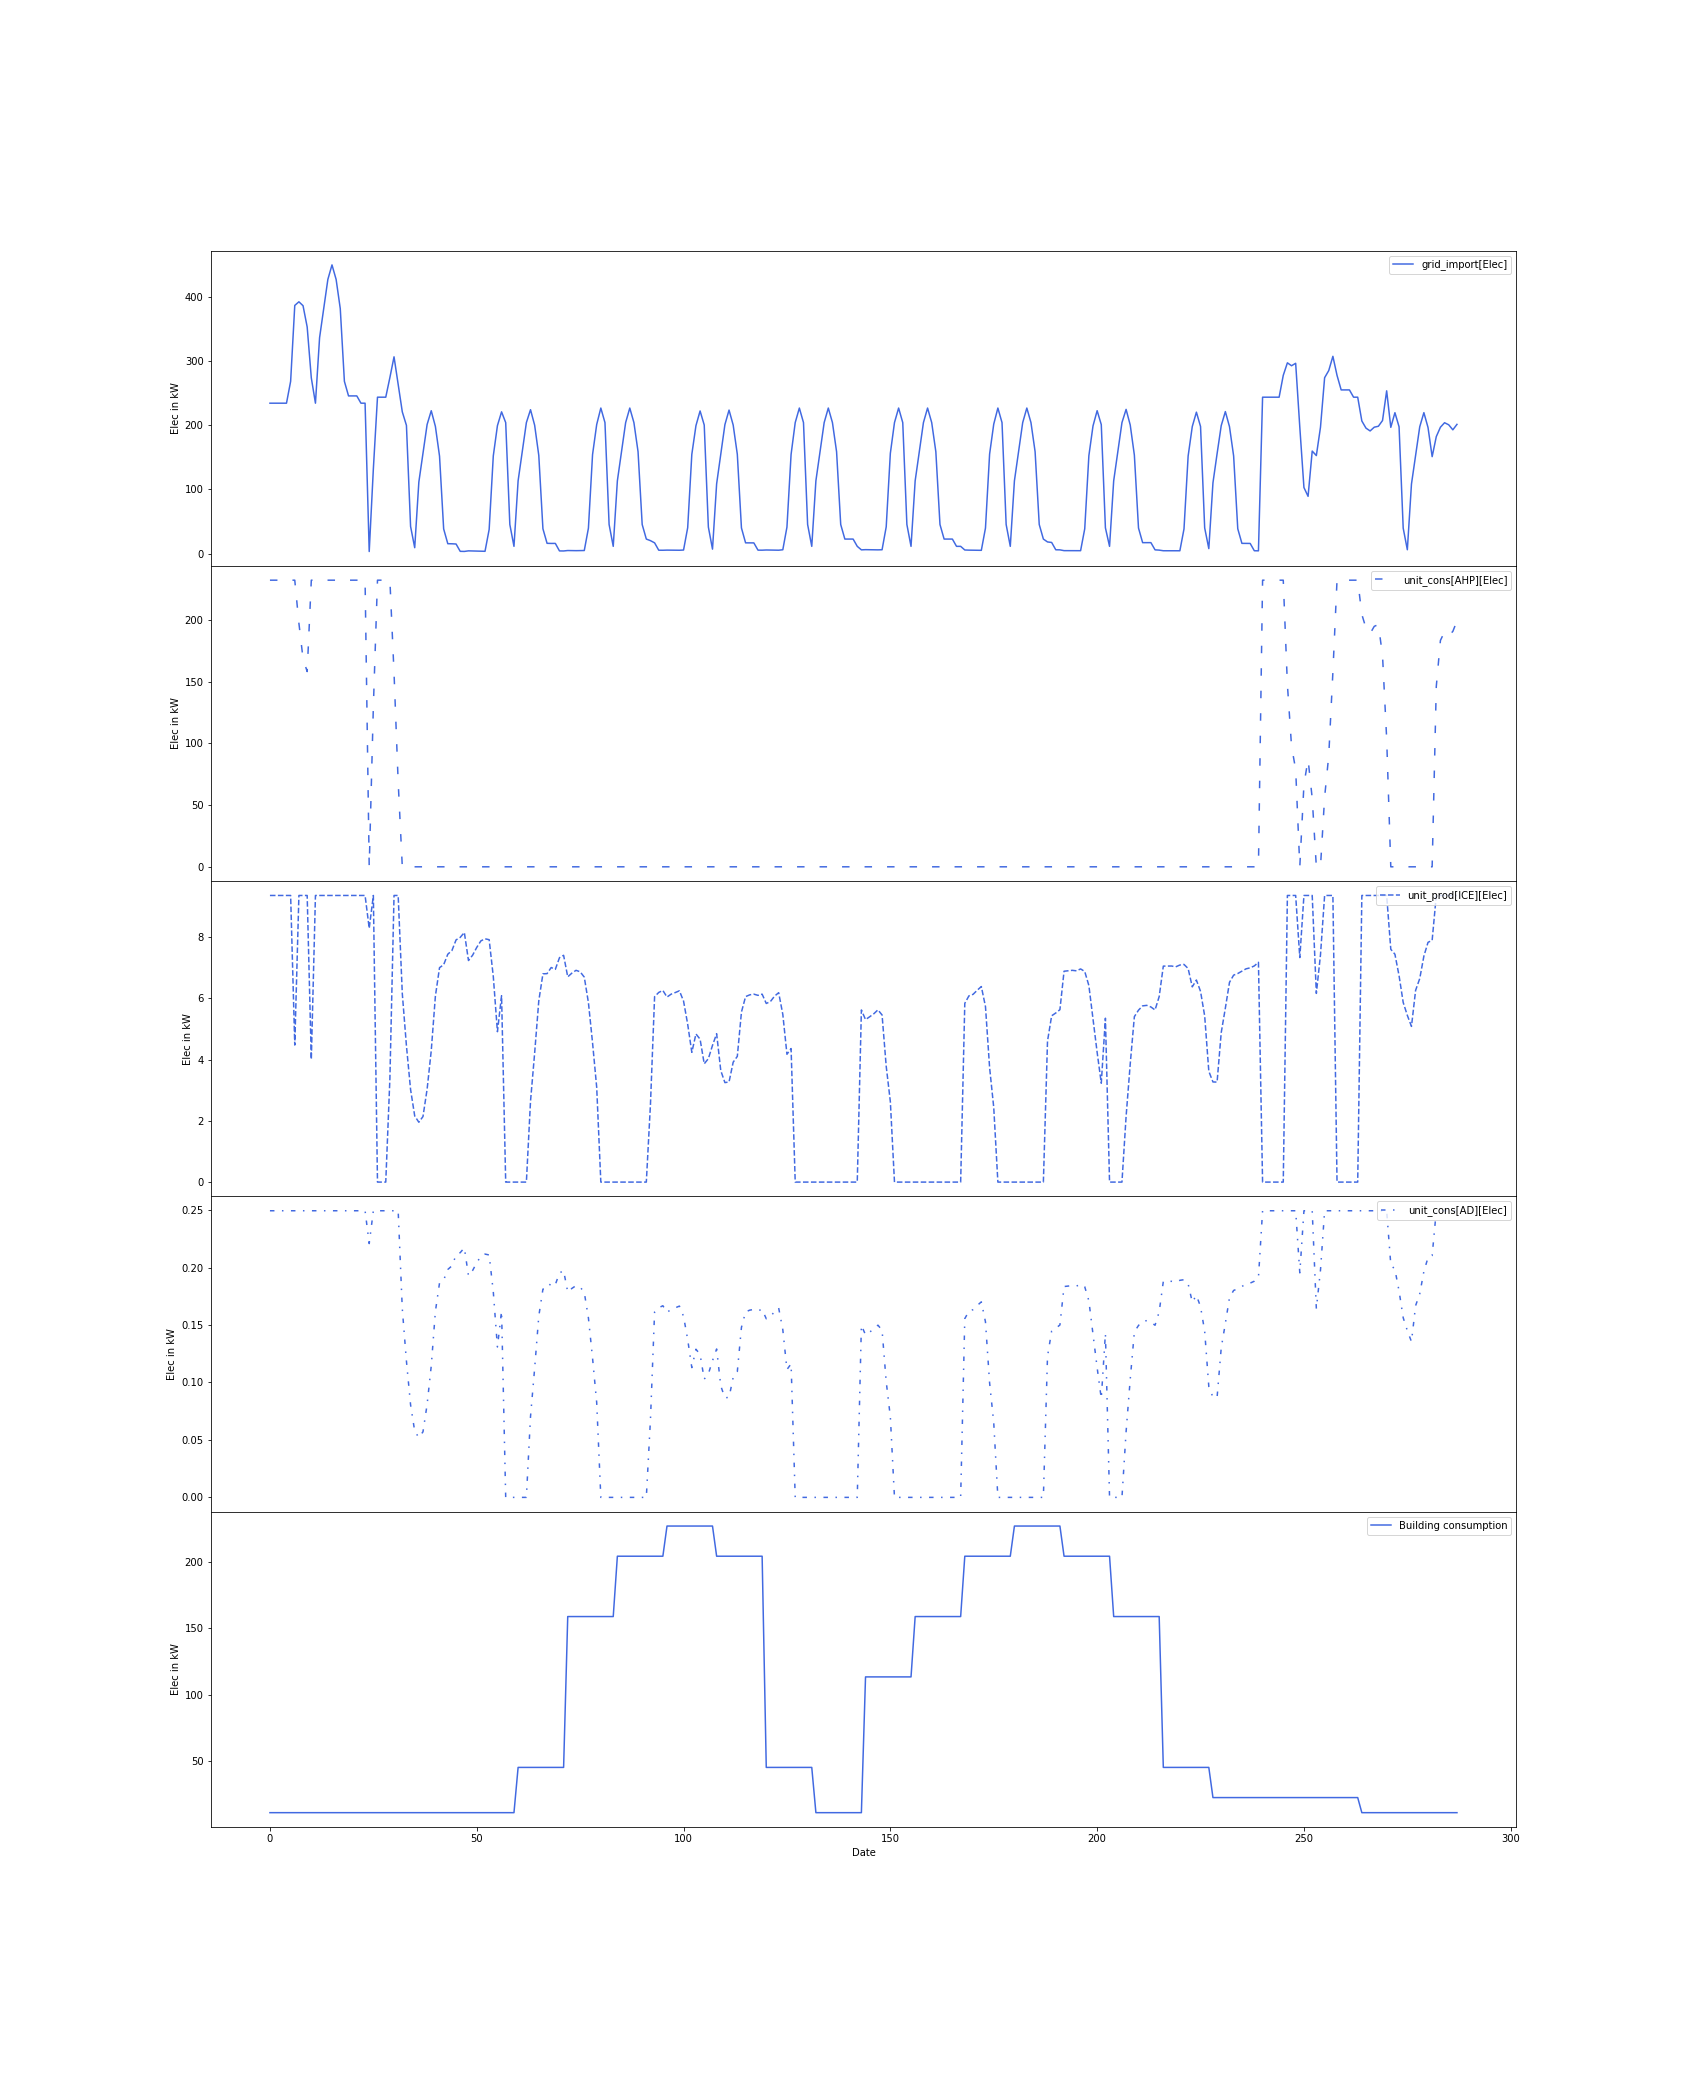 grid_import[Elec]
400
300
200
100
0
Elec in kW
unit_cons[AHP][Elec]
200
150
100
50
0
Elec in kW
unit_prod[ICE][Elec]
8
6
4
2
0
Elec in kW
unit_cons[AD][Elec]
0.25
0.20
0.15
0.10
0.05
0.00
Elec in kW
Building consumption
200
150
100
50
Elec in kW
0 50 100 150 200 250 300
Date